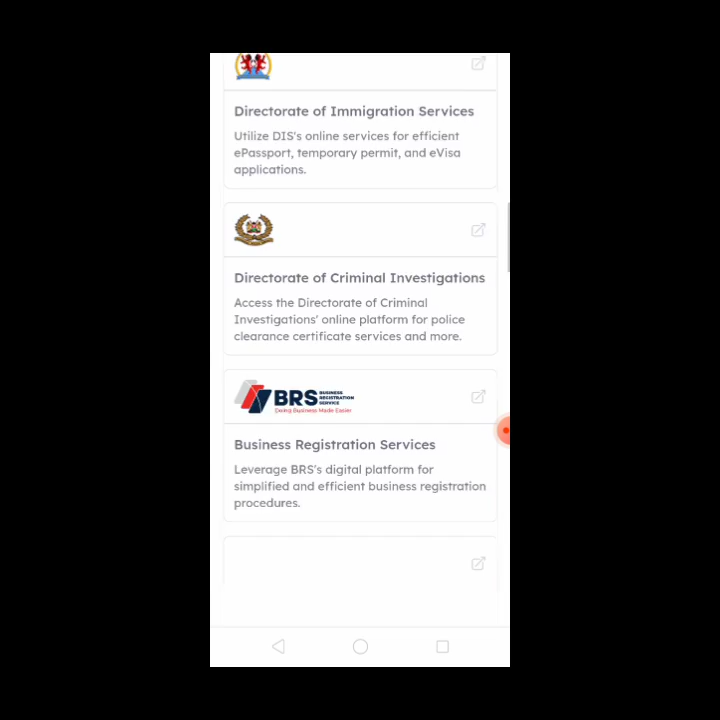 Directorate of Immigration Services
Utilize DIS's online services for efficient
ePassport, temporary permit, and eVisa
applications.
Directorate of Criminal Investigations
Access the Directorate of Criminal
Investigations' online platform for police
clearance certificate services and more.
BRS BUSINESS
REGISTRATION
SERVICE
Doing Business Made Easier
Business Registration Services
Leverage BRS's digital platform for
simplified and efficient business registration
procedures.